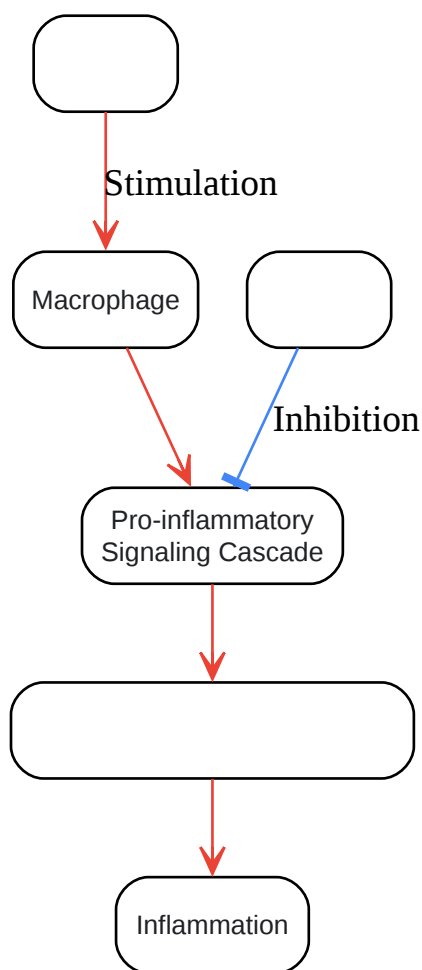 Stimulation
Macrophage
Inhibition
Pro-inflammatory
Signaling Cascade
Inflammation